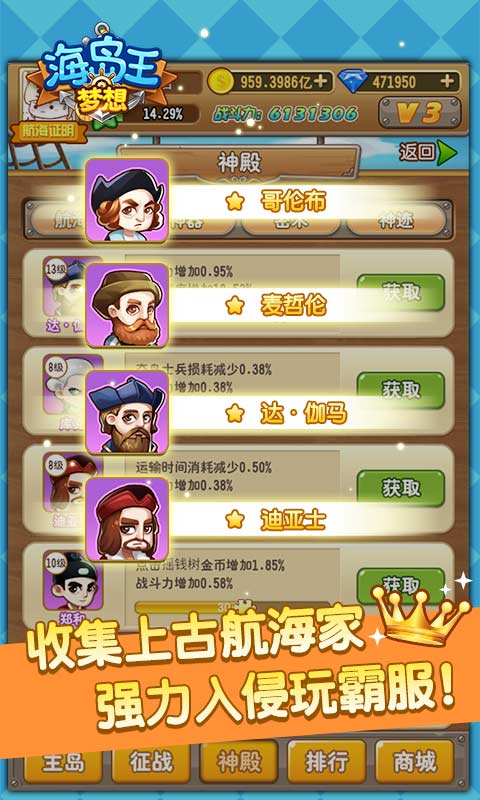 海岛王
梦想
959.3986亿
471950
14.29%
战斗力: 6131306
V3
航海证明
神殿
返回
哥伦布
13级
增加0.95%
麦哲伦
获取
达·伽
8级
士兵损耗减少0.38%
获取
达·伽马
8级
运输时间消耗减少0.50%
增加0.38%
获取
迪亚士
10级
点击摇钱树金币增加1.85%
战斗力增加0.58%
获取
郑和
收集上古航海家
强力入侵玩霸服!
主岛
征战
神殿
排行
商城